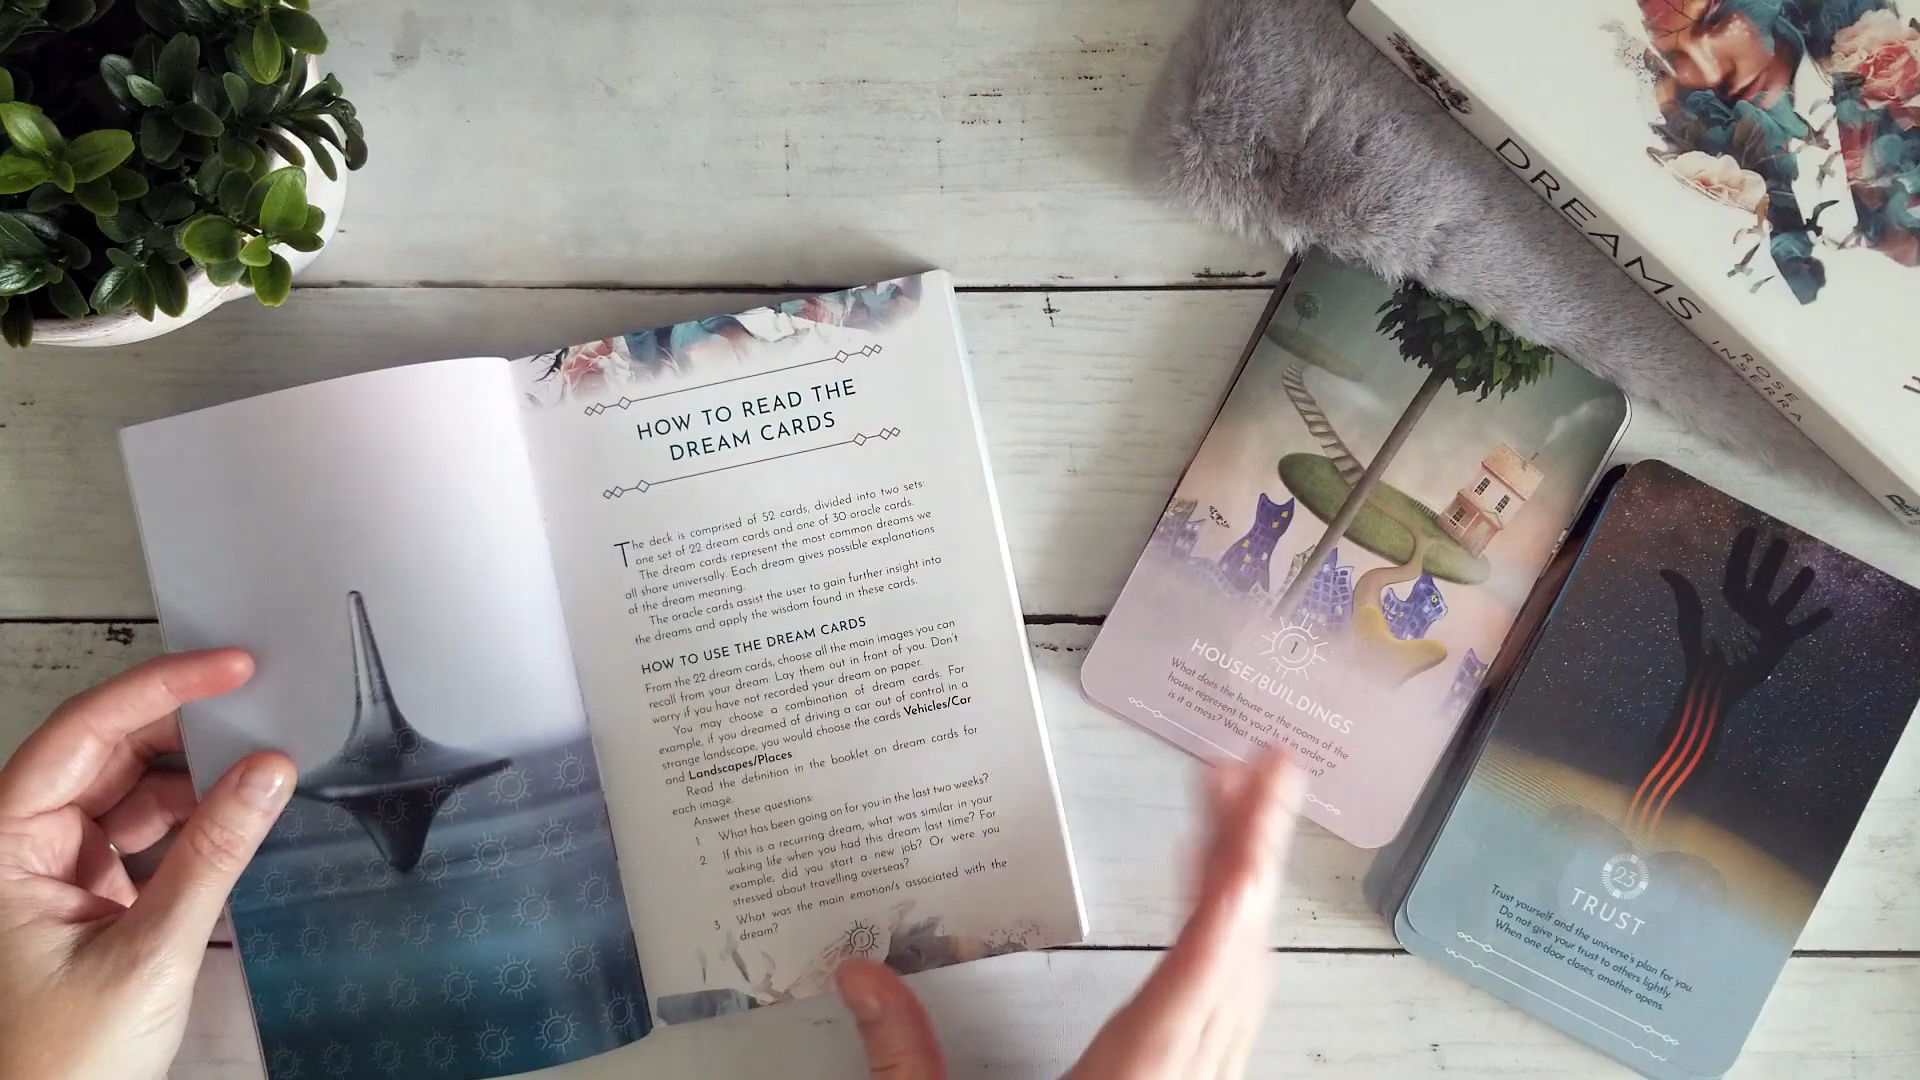 HOW TO READ THE
DREAM CARDS
The deck is comprised of 52 cards, divided into two sets:
one set of 22 dream cards and one of 30 oracle cards.
The dream cards represent the most common dreams we
all share universally. Each dream gives possible explanations
of the dream meaning.
The oracle cards assist the user to gain further insight into
the dreams and apply the wisdom found in these cards.
HOW TO USE THE DREAM CARDS
From the 22 dream cards, choose all the main images you can
recall from your dream. Lay them out in front of you. Don't
worry if you have not recorded your dream on paper.
You may choose a combination of dream cards. For
example, if you dreamed of driving a car out of control in a
strange landscape, you would choose the cards Vehicles/Car
and Landscapes/Places.
Read the definition in the booklet on dream cards for
each image.
Answer these questions:
1. What has been going on for you in the last two weeks?
2. If this is a recurring dream, what was similar in your
waking life when you had this dream last time? For
example, did you start a new job? Or were you
stressed about travelling overseas?
3. What was the main emotion/s associated with the
dream?
1
1
HOUSE/BUILDINGS
What does the house or the rooms of the
house represent to you? Is it in order or
is it a mess? What state in?
23
TRUST
Trust yourself and the universe's plan for you.
Do not give your trust to others lightly.
When one door closes, another opens.
DREAMS
ROSE
INSERRA